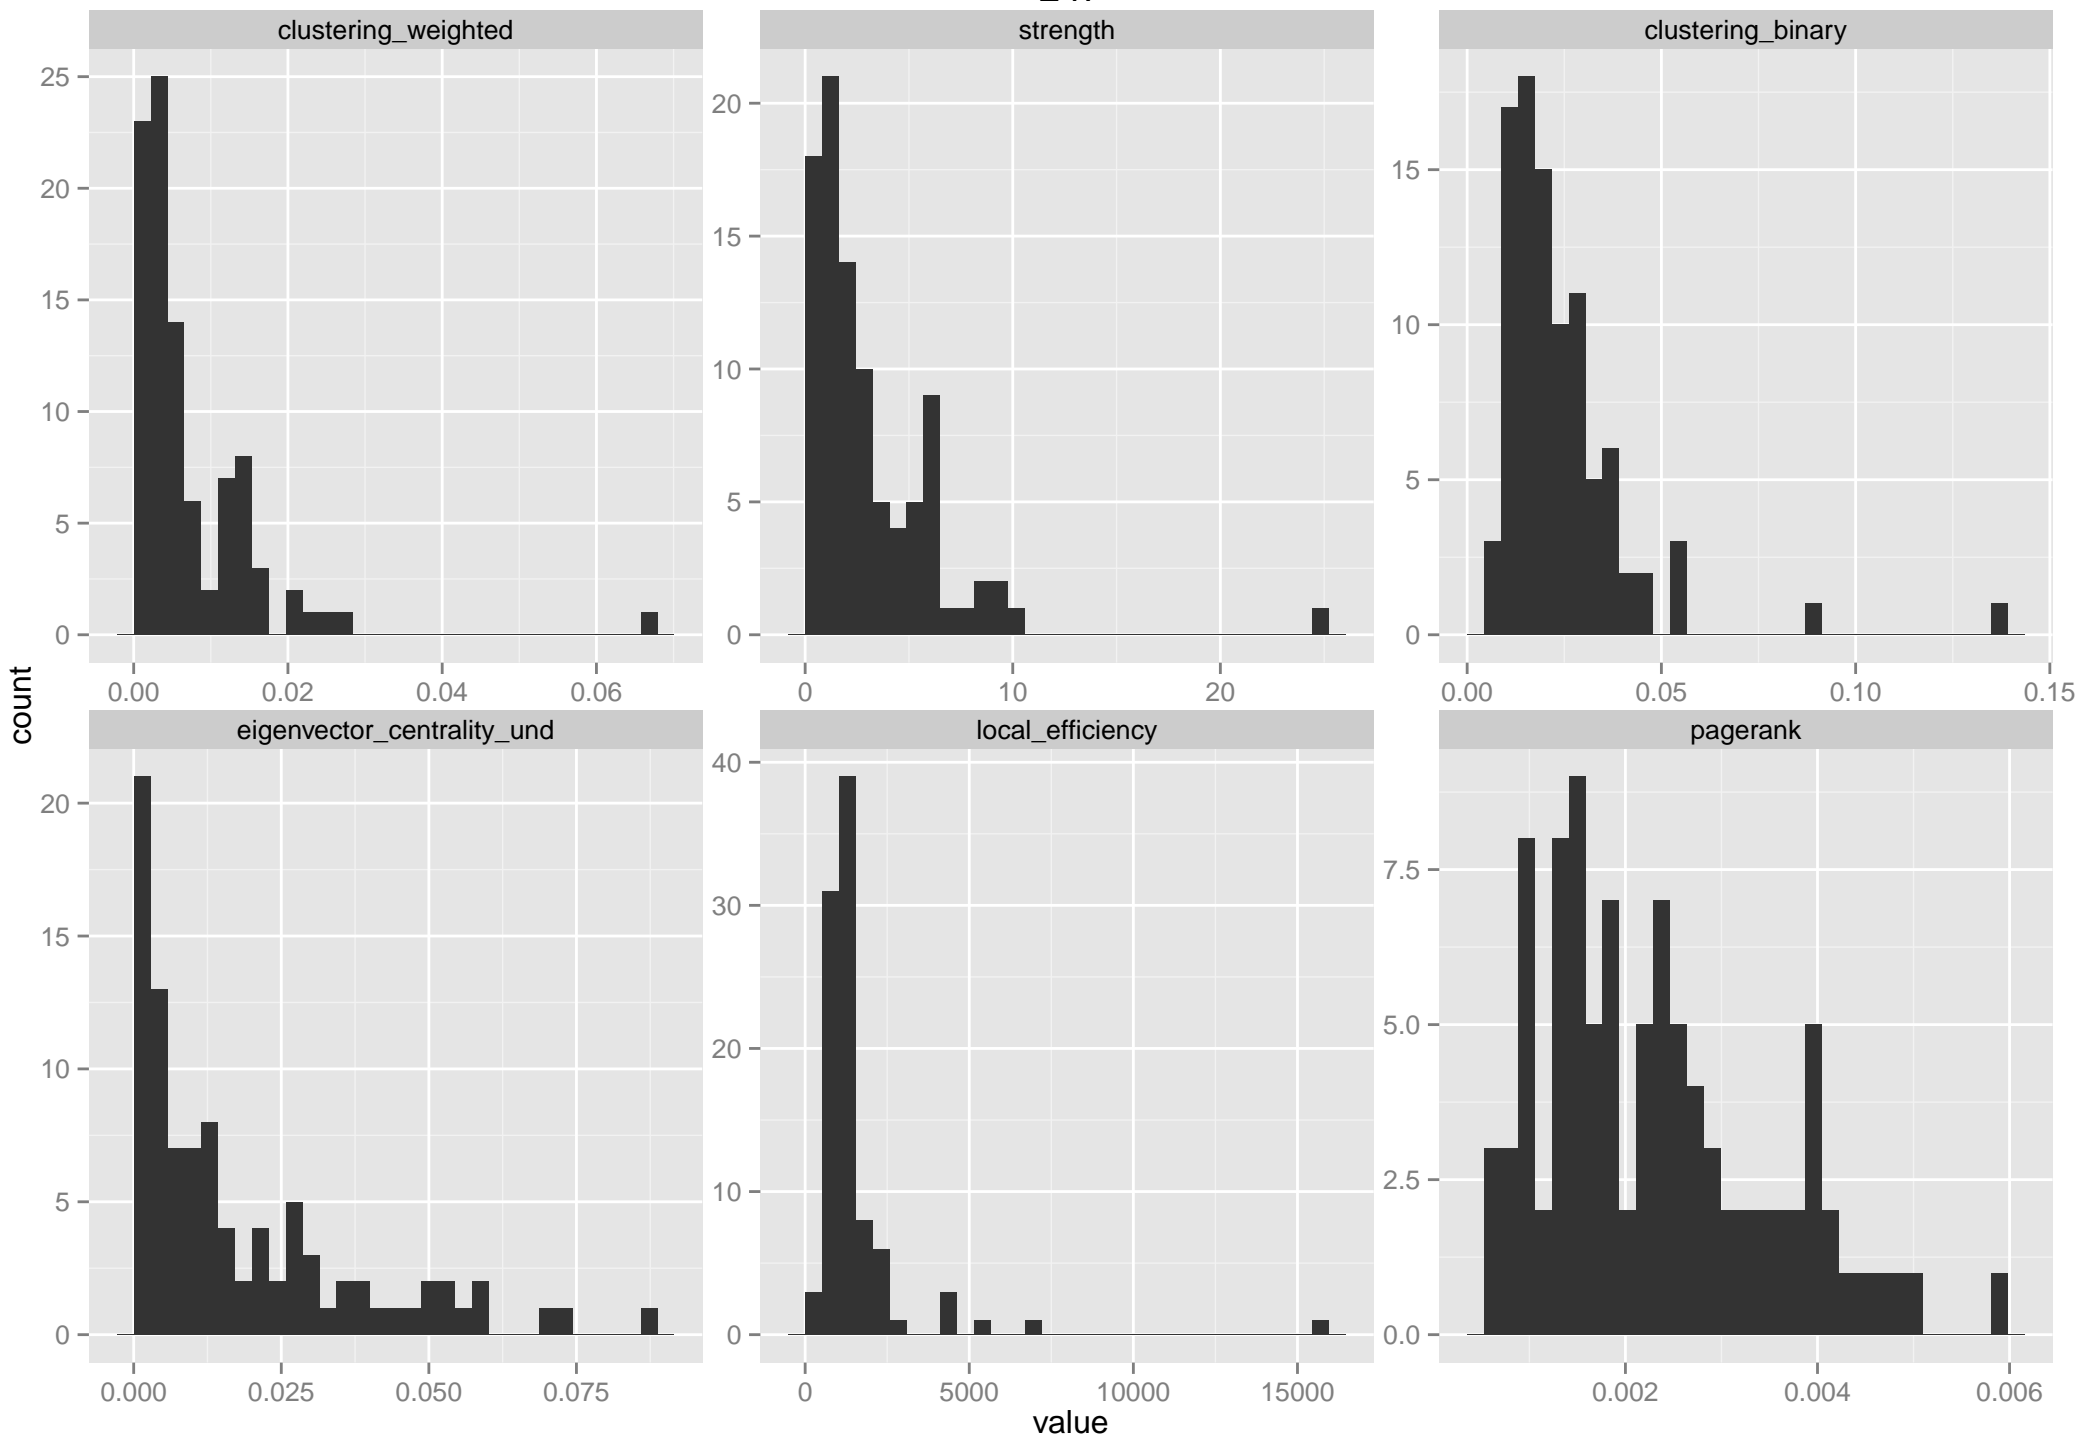 clustering_weighted
strength
clustering_binary
25
20
15
10
5
0
20
15
10
5
0
15
10
5
0
0.00 0.02 0.04 0.06
0 10 20
0.00 0.05 0.10 0.15
count
eigenvector_centrality_und
local_efficiency
pagerank
20
15
10
5
0
40
30
20
10
0
7.5
5.0
2.5
0.0
0.000 0.025 0.050 0.075
0 5000 10000 15000
0.002 0.004 0.006
value